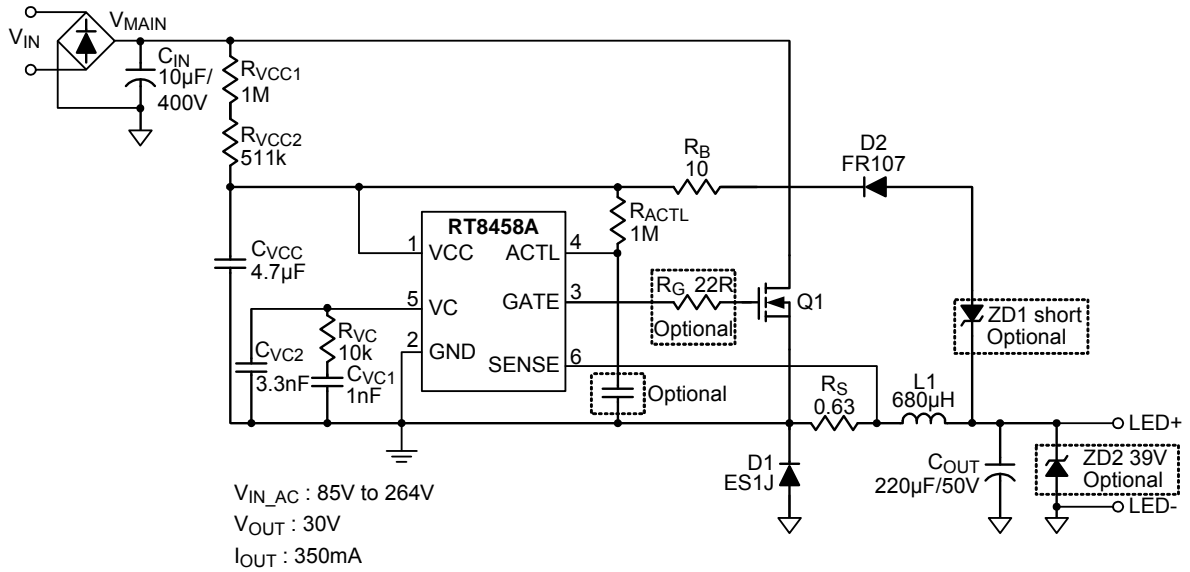 V_IN
V_MAIN
C_IN
10µF/
400V
R_VCC1
1M
R_VCC2
511k
R_B
10
D2
FR107
R_ACTL
1M
C_VCC
4.7µF
RT8458A
1 VCC
ACTL 4
5 VC
GATE 3
2 GND
SENSE 6
R_G 22R
Optional
Q1
ZD1 short
Optional
C_VC2
3.3nF
R_VC
10k
C_VC1
1nF
Optional
R_S
0.63
L1
680µH
LED+
D1
ES1J
C_OUT
220µF/50V
ZD2 39V
Optional
LED-
V_IN_AC : 85V to 264V
V_OUT : 30V
I_OUT : 350mA